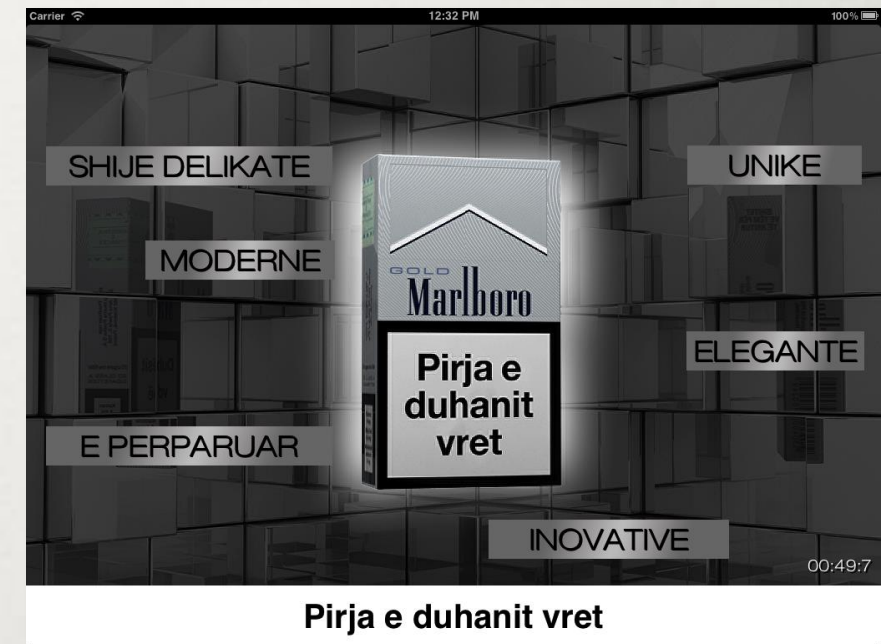 Carrier
12:32 PM
100%
SHIJE DELIKATE
UNIKE
MODERNE
GOLD
Marlboro
ELEGANTE
Pirja e
duhanit
vret
E PERPARUAR
INOVATIVE
00:49:7
Pirja e duhanit vret